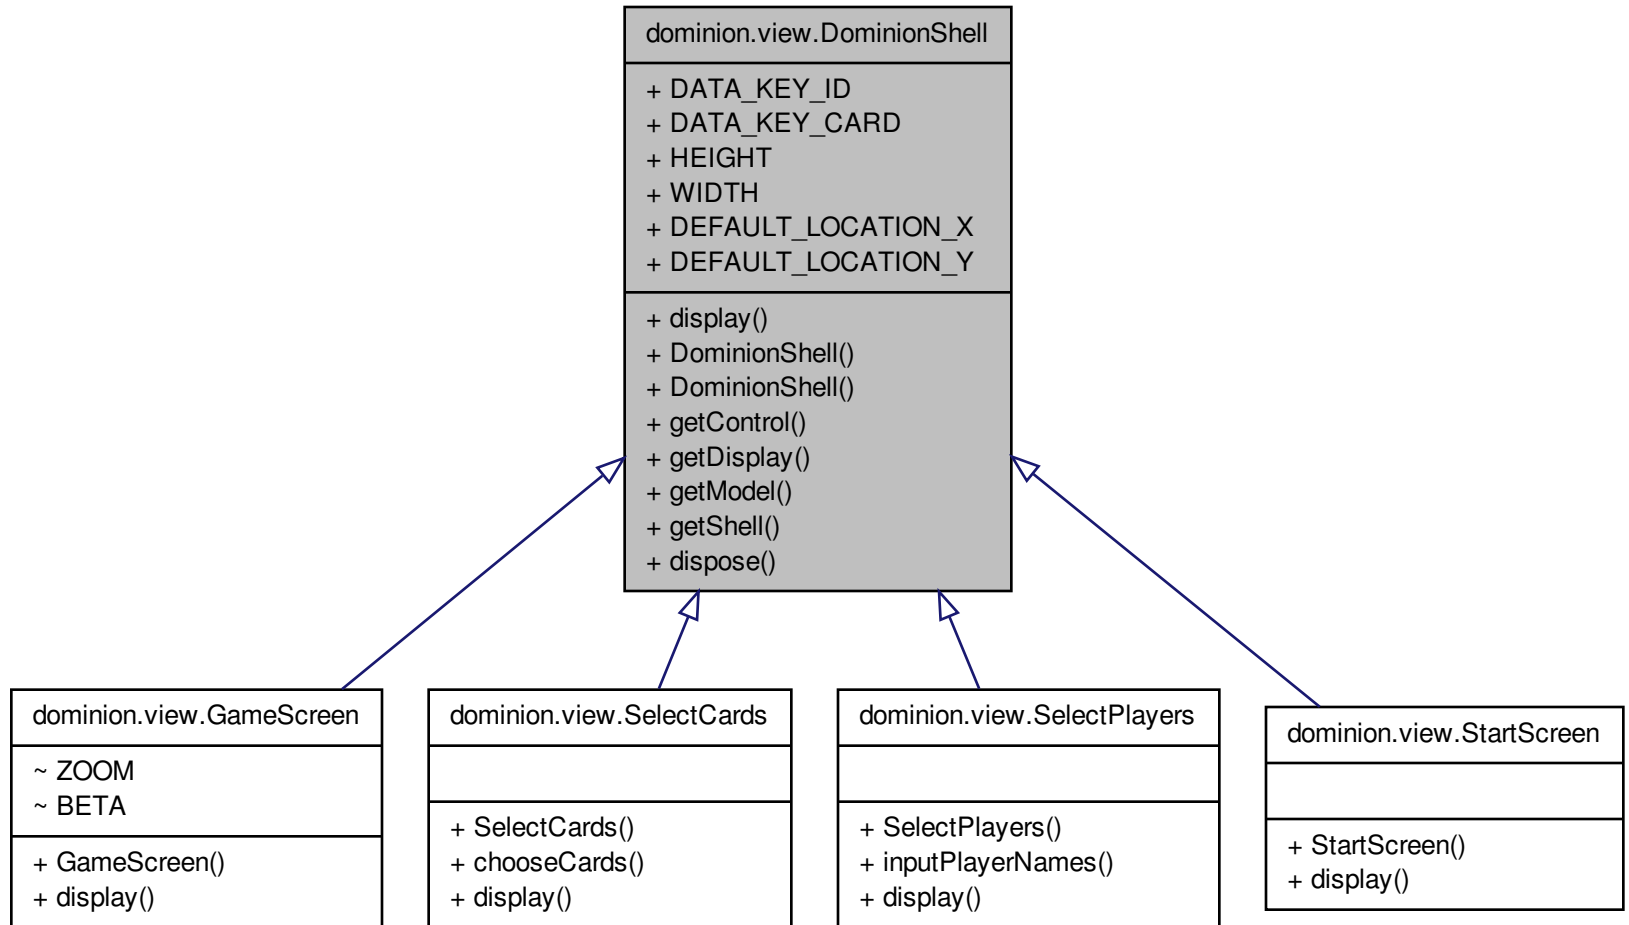 dominion.view.DominionShell
+ DATA_KEY_ID
+ DATA_KEY_CARD
+ HEIGHT
+ WIDTH
+ DEFAULT_LOCATION_X
+ DEFAULT_LOCATION_Y
+ display()
+ DominionShell()
+ DominionShell()
+ getControl()
+ getDisplay()
+ getModel()
+ getShell()
+ dispose()
dominion.view.GameScreen
~ ZOOM
~ BETA
+ GameScreen()
+ display()
dominion.view.SelectCards
+ SelectCards()
+ chooseCards()
+ display()
dominion.view.SelectPlayers
+ SelectPlayers()
+ inputPlayerNames()
+ display()
dominion.view.StartScreen
+ StartScreen()
+ display()